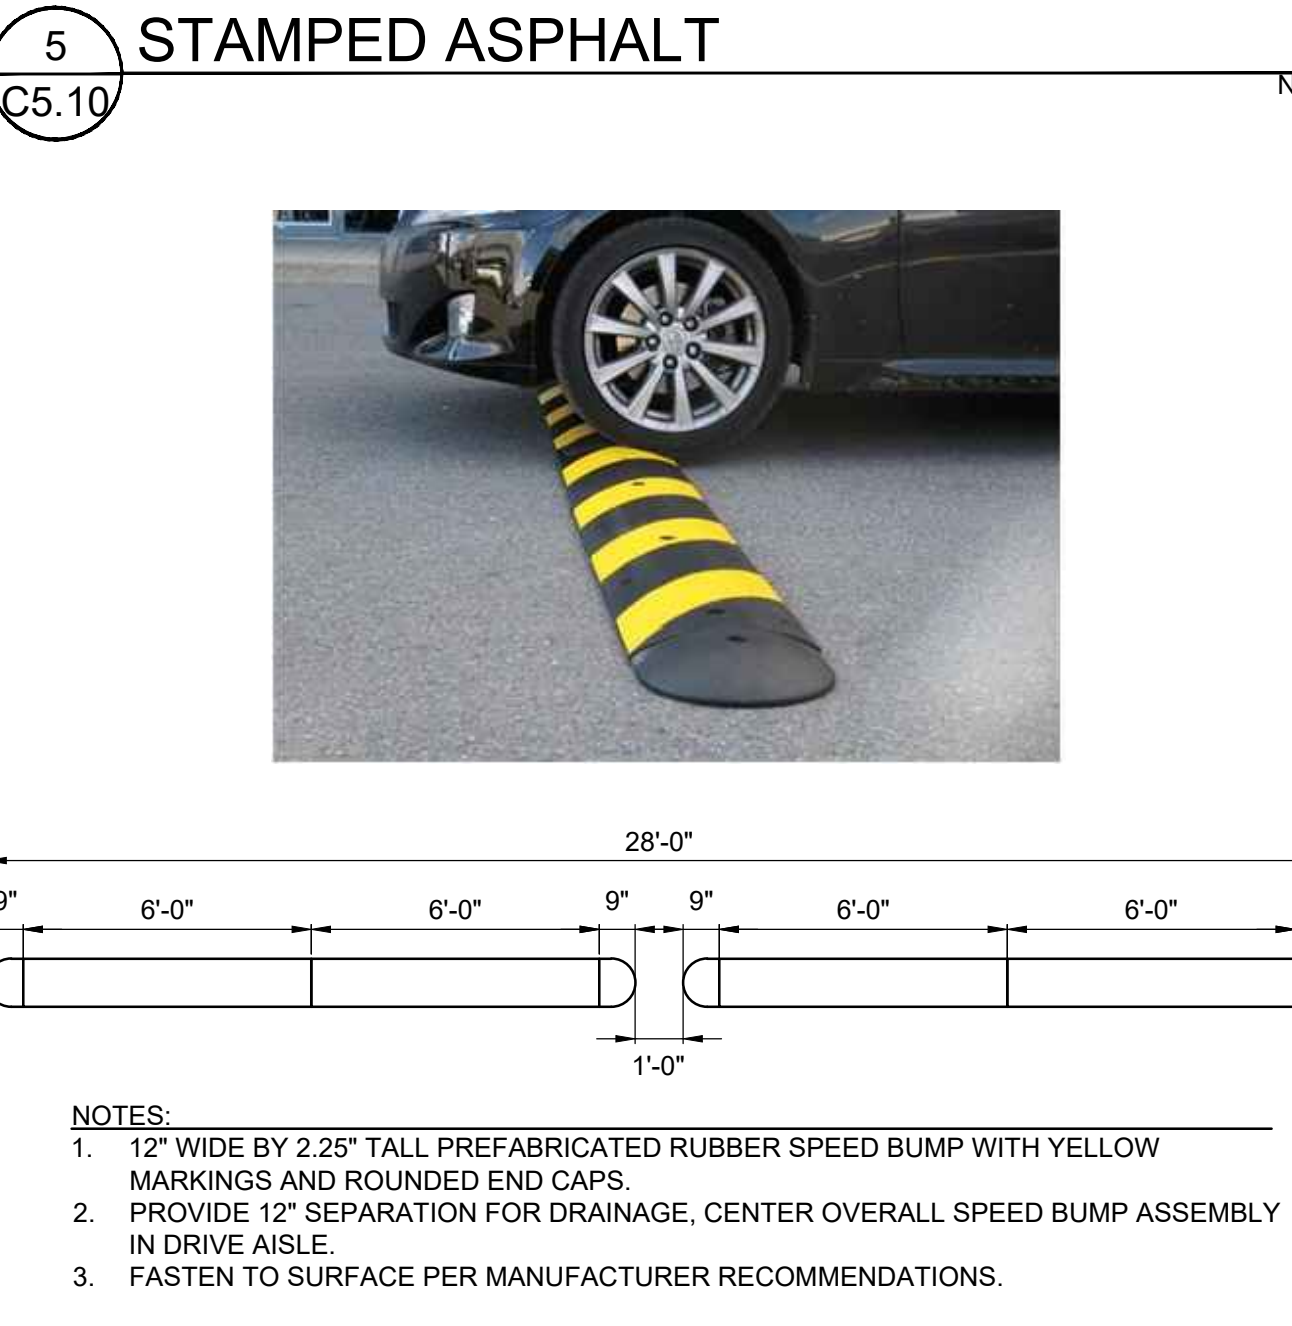 5
STAMPED ASPHALT
C5.10
N
28'-0"
9" 6'-0" 6'-0" 9" 9" 6'-0" 6'-0"
1'-0"
NOTES:
1. 12" WIDE BY 2.25" TALL PREFABRICATED RUBBER SPEED BUMP WITH YELLOW
MARKINGS AND ROUNDED END CAPS.
2. PROVIDE 12" SEPARATION FOR DRAINAGE, CENTER OVERALL SPEED BUMP ASSEMBLY
IN DRIVE AISLE.
3. FASTEN TO SURFACE PER MANUFACTURER RECOMMENDATIONS.